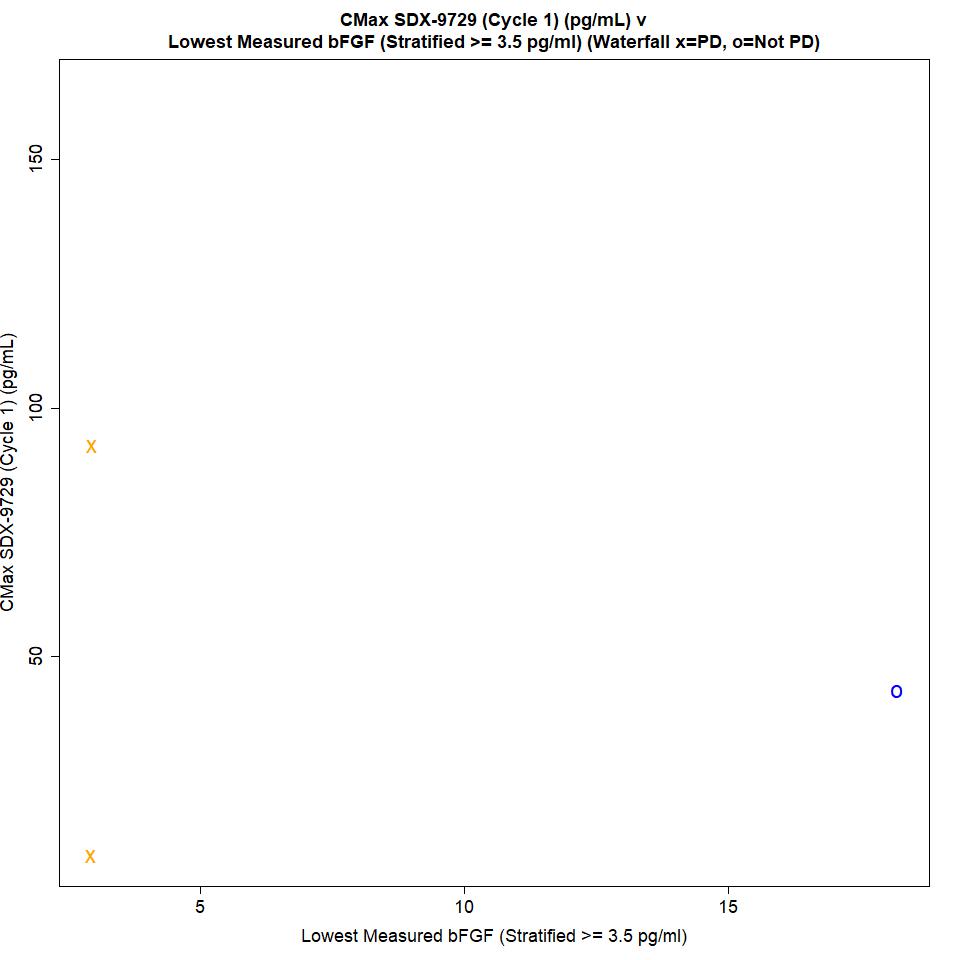 CMax SDX-9729 (Cycle 1) (pg/mL) v
Lowest Measured bFGF (Stratified >= 3.5 pg/ml) (Waterfall x=PD, o=Not PD)
CMax SDX-9729 (Cycle 1) (pg/mL)
150
100
50
x
x
o
5
10
15
Lowest Measured bFGF (Stratified >= 3.5 pg/ml)